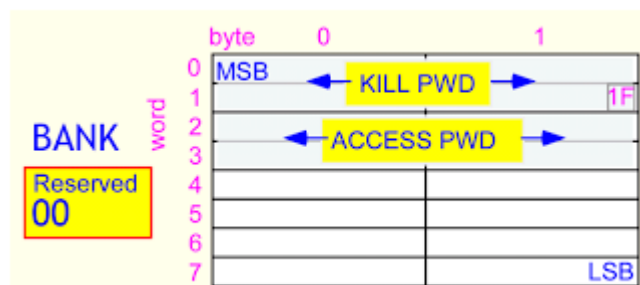 byte 0 1
0 MSB
KILL PWD
1 1F
word
2
ACCESS PWD
3
BANK
Reserved
00
4
5
6
7 LSB